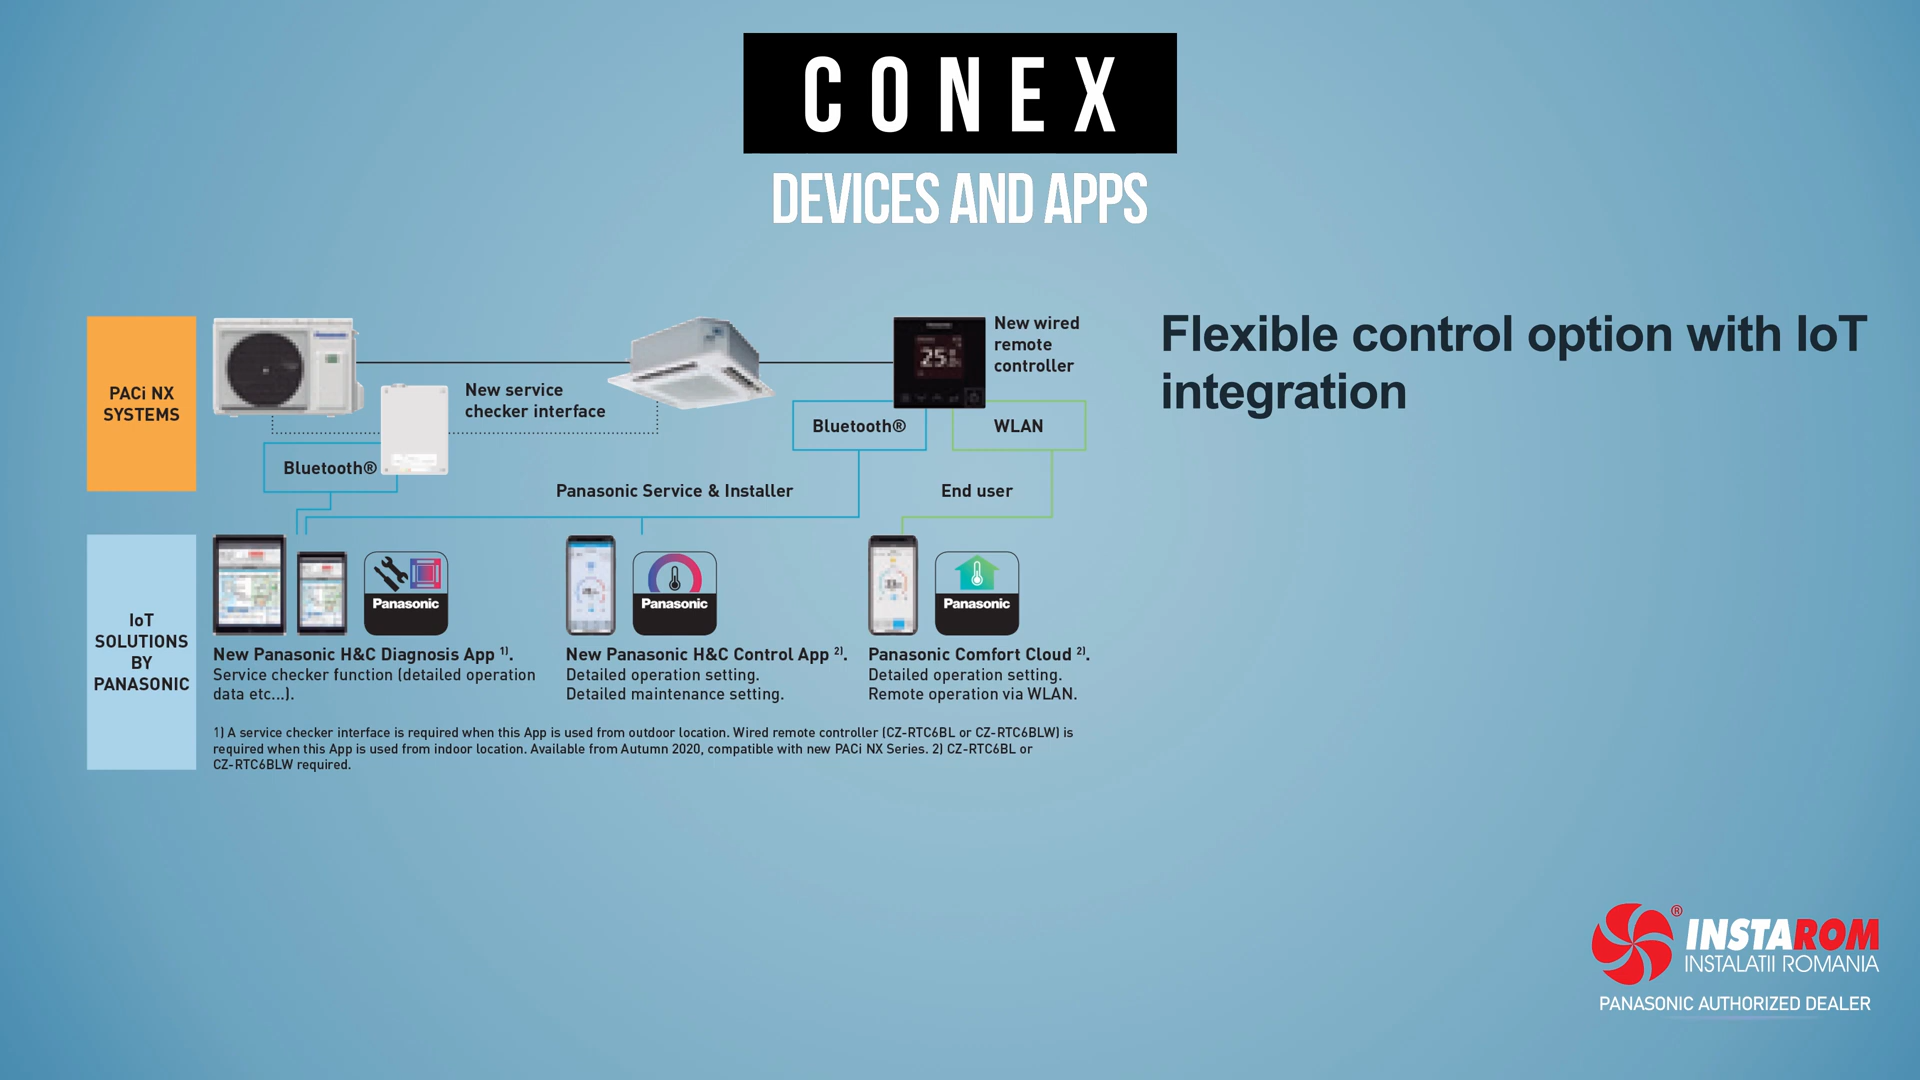 CONEX
DEVICES AND APPS
PACi NX
SYSTEMS
New service
checker interface
New wired
remote
controller
Bluetooth®
Bluetooth®
WLAN
Panasonic Service & Installer
End user
Flexible control option with IoT
integration
IoT
SOLUTIONS
BY
PANASONIC
Panasonic
Panasonic
Panasonic
New Panasonic H&C Diagnosis App 1).
Service checker function (detailed operation
data etc...).
New Panasonic H&C Control App 2).
Detailed operation setting.
Detailed maintenance setting.
Panasonic Comfort Cloud 2).
Detailed operation setting.
Remote operation via WLAN.
1) A service checker interface is required when this App is used from outdoor location. Wired remote controller (CZ-RTC6BL or CZ-RTC6BLW) is
required when this App is used from indoor location. Available from Autumn 2020, compatible with new PACi NX Series. 2) CZ-RTC6BL or
CZ-RTC6BLW required.
® INSTAROM
INSTALATII ROMANIA
PANASONIC AUTHORIZED DEALER